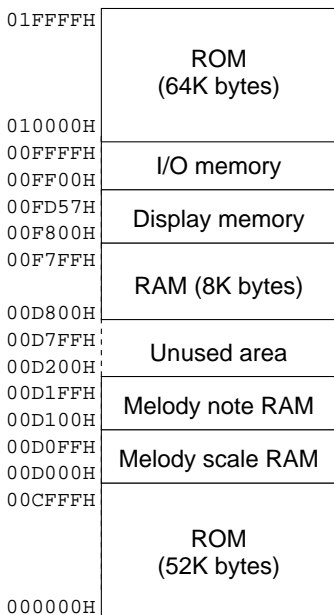 01FFFFH
ROM
(64K bytes)
010000H
00FFFFH
I/O memory
00FF00H
00FD57H
Display memory
00F800H
00F7FFH
RAM (8K bytes)
00D800H
00D7FFH
Unused area
00D200H
00D1FFH
Melody note RAM
00D100H
00D0FFH
Melody scale RAM
00D000H
00CFFFH
ROM
(52K bytes)
000000H